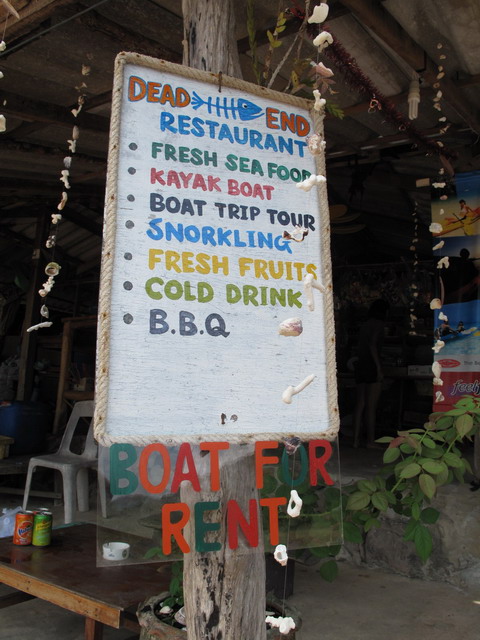 DEAD END
RESTAURANT
FRESH SEA FOOD
KAYAK BOAT
BOAT TRIP TOUR
SNORKLING
FRESH FRUITS
COLD DRINK
B.B.Q
BOAT FOR
RENT